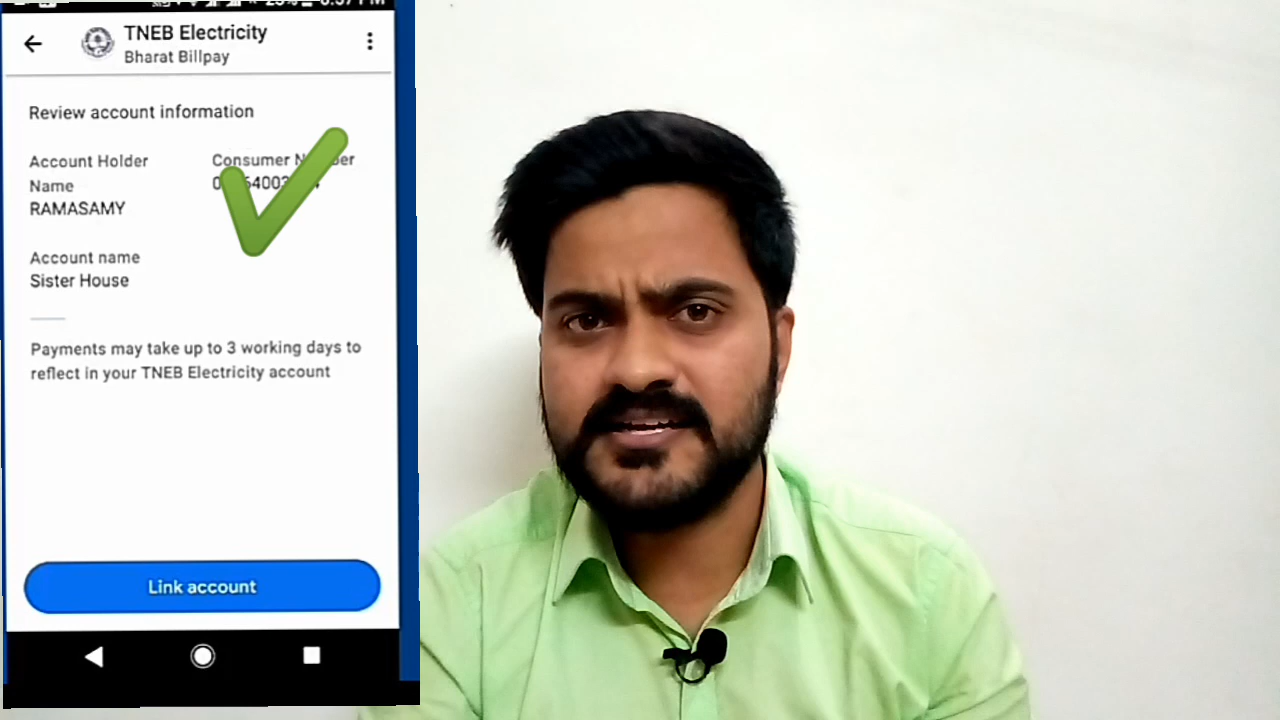 TNEB Electricity
Bharat Billpay
Review account information
Account Holder
Name
RAMASAMY
Consumer
Account name
Sister House
Payments may take up to 3 working days to
reflect in your TNEB Electricity account
Link account